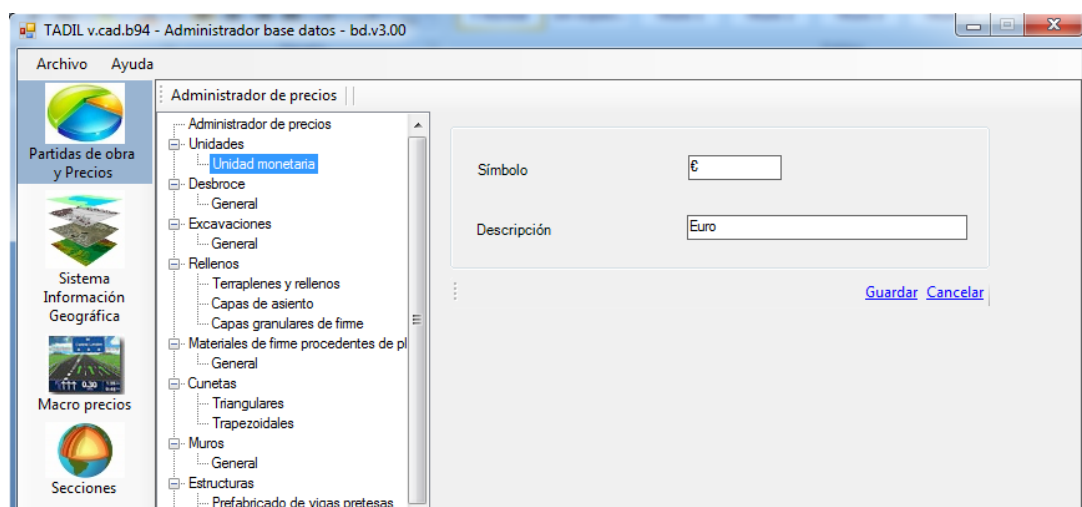 TADIL v.cad.b94 - Administrador base datos - bd.v3.00
Archivo Ayuda
Partidas de obra
y Precios
Sistema
Información
Geográfica
Macro precios
Secciones
Administrador de precios
Administrador de precios
Unidades
Unidad monetaria
Desbroce
General
Excavaciones
General
Rellenos
Terraplenes y rellenos
Capas de asiento
Capas granulares de firme
Materiales de firme procedentes de pl
General
Cunetas
Triangulares
Trapezoidales
Muros
General
Estructuras
Prefabricado de vigas pretesas
Símbolo €
Descripción Euro
Guardar Cancelar